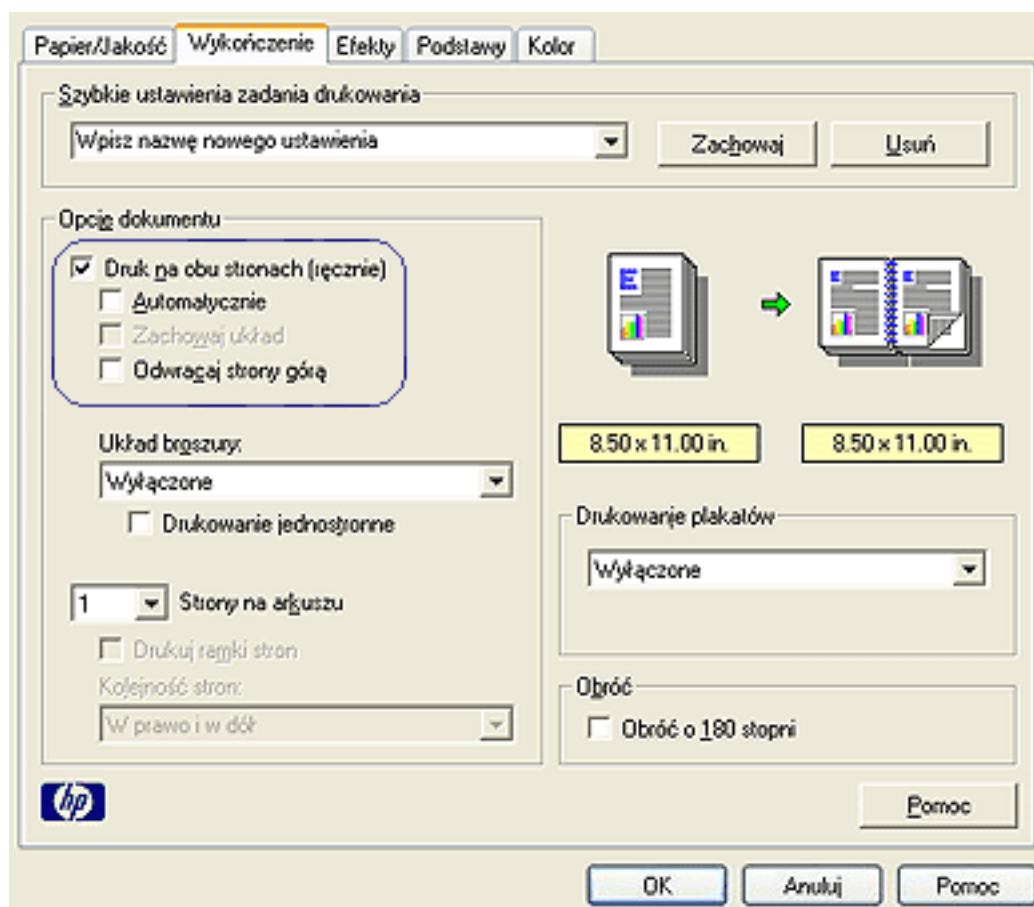 Papier/Jakość Wykończenie Efekty Podstawy Kolor
Szybkie ustawienia zadania drukowania
Wpisz nazwę nowego ustawienia Zachowaj Usuń
Opcje dokumentu
Druk na obu stronach (ręcznie)
Automatycznie
Zachowaj układ
Odwracaj strony górą
8.50 x 11.00 in. 8.50 x 11.00 in.
Układ broszury:
Wyłączone
Drukowanie jednostronne
Drukowanie plakatów
Wyłączone
1 Strony na arkuszu
Drukuj ramki stron
Kolejność stron:
W prawo i w dół
Obróć
Obróć o 180 stopni
hp
Pomoc
OK Anuluj Pomoc